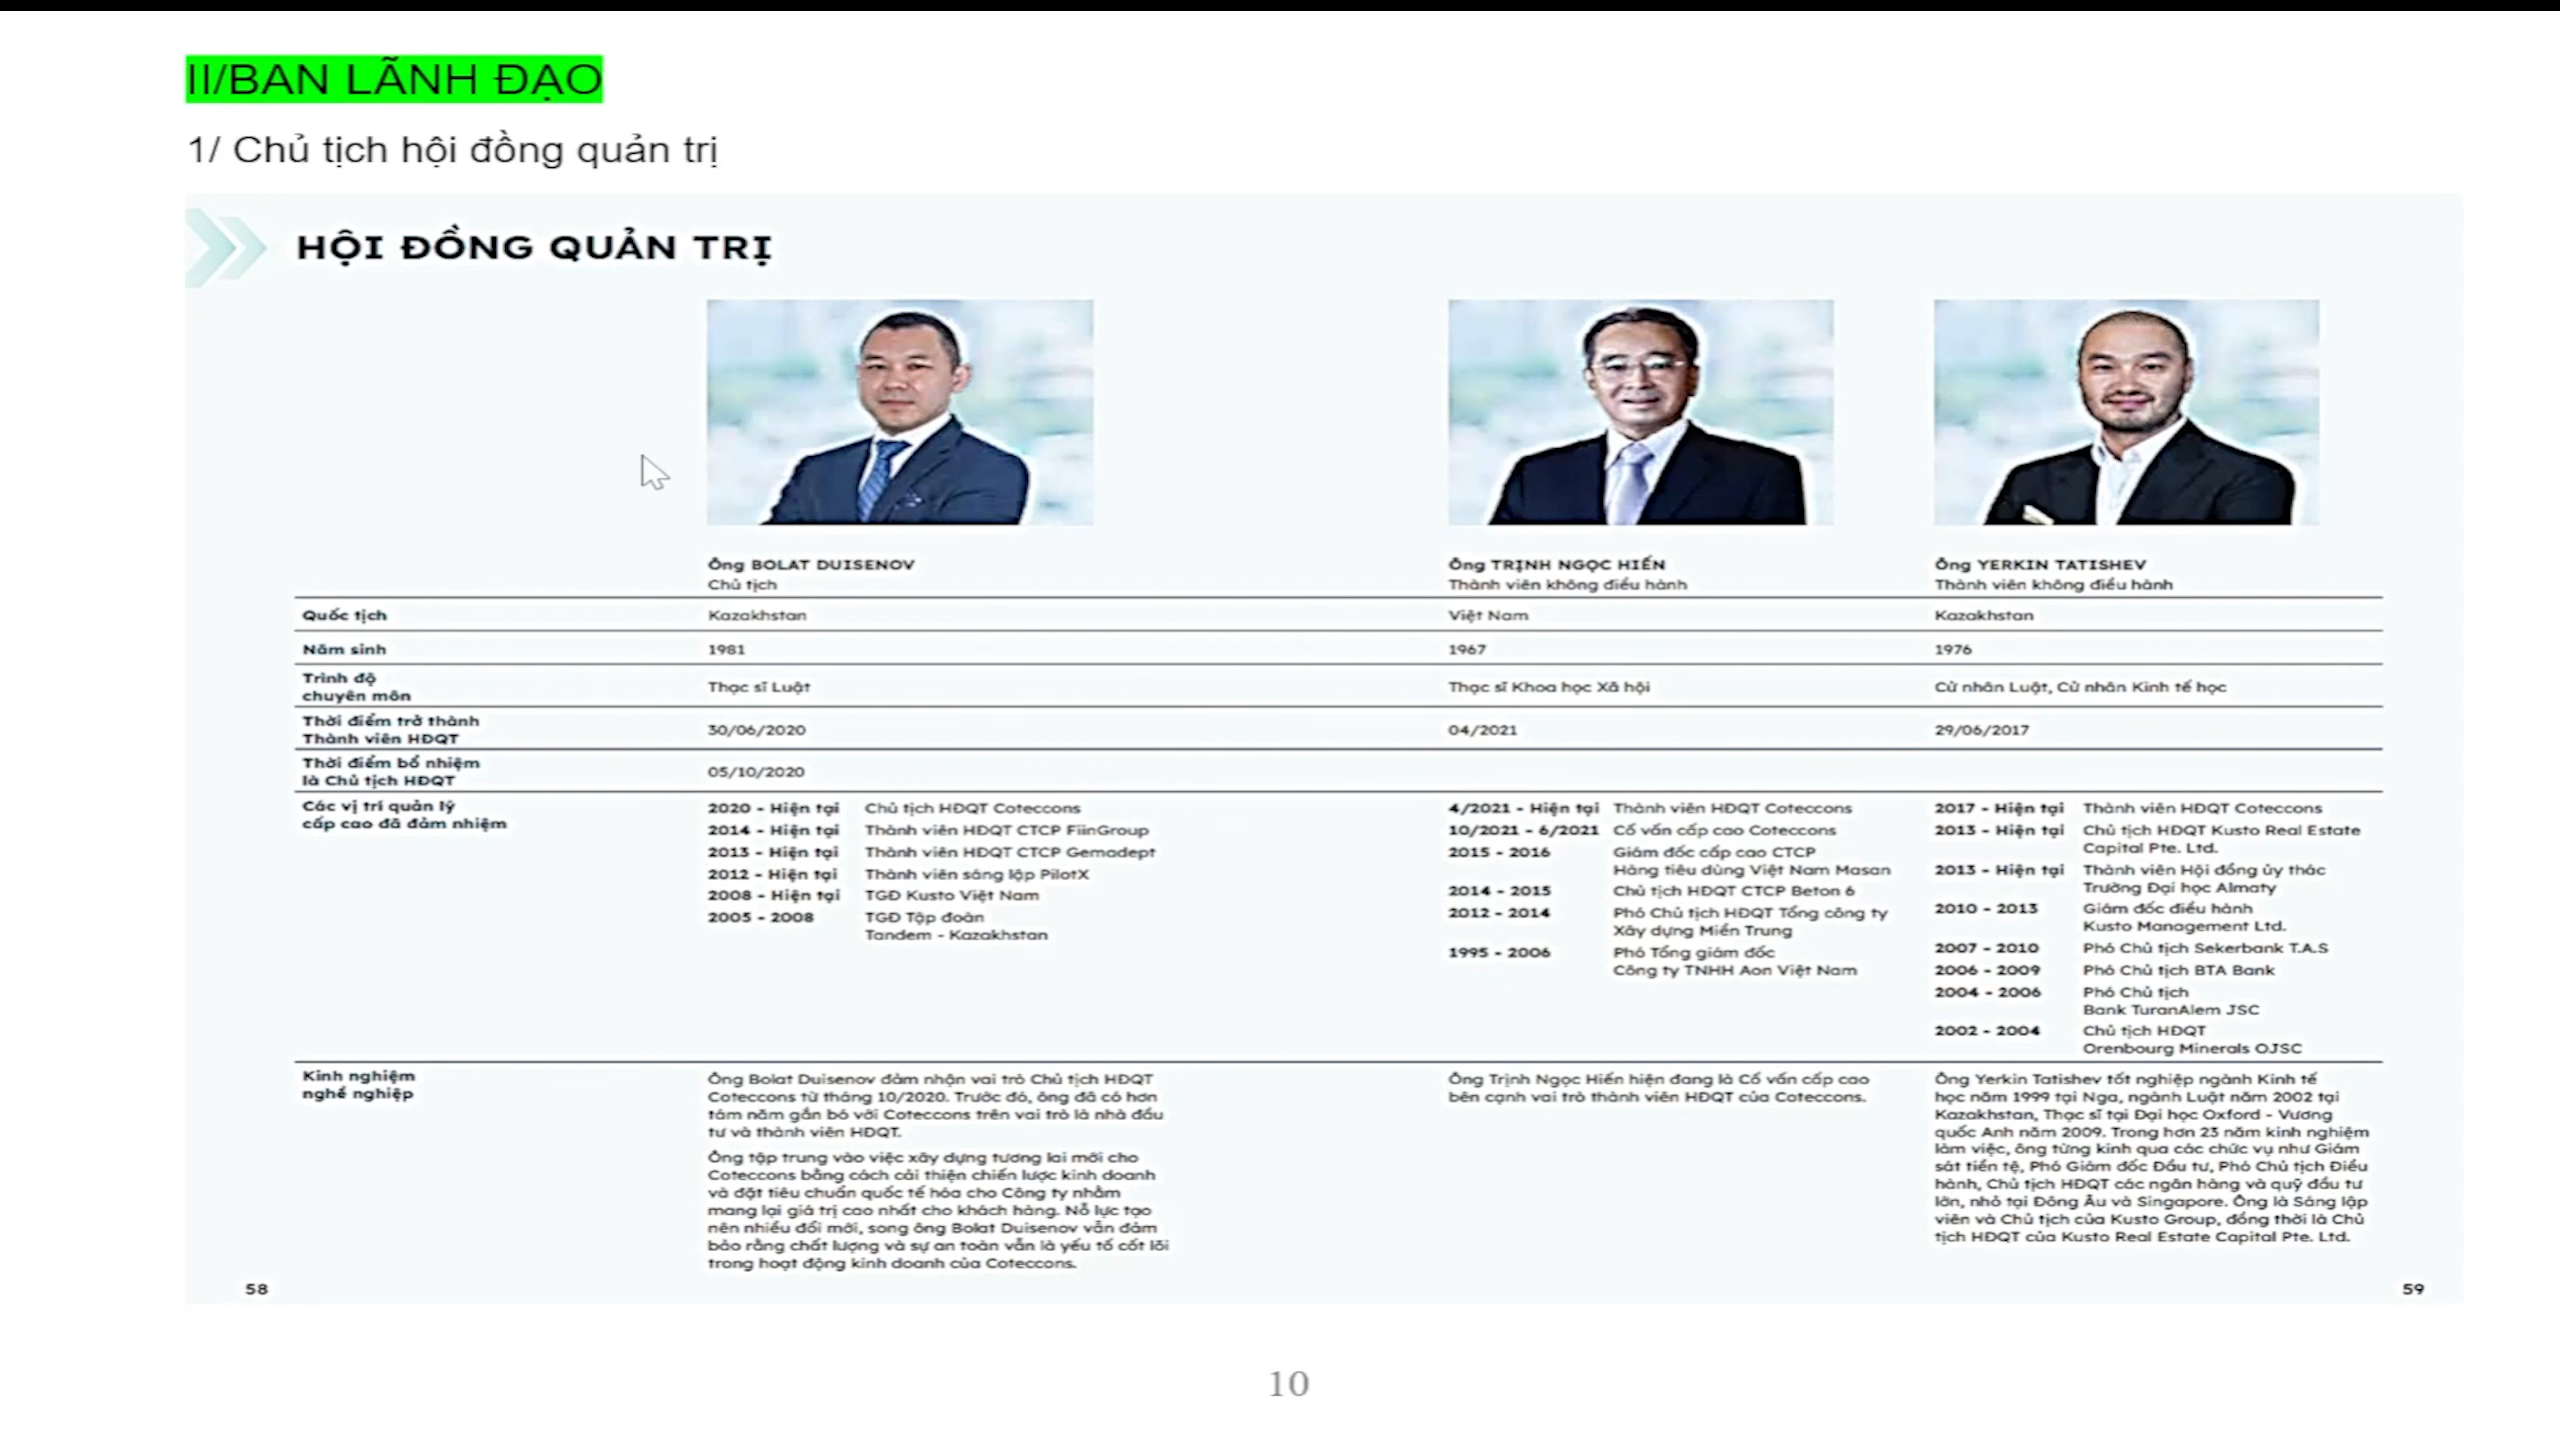 II/BAN LÃNH ĐẠO
1/ Chủ tịch hội đồng quản trị
HỘI ĐỒNG QUẢN TRỊ
Ông BOLAT DUISENOV
Chủ tịch
Ông TRỊNH NGỌC HIẾN
Thành viên không điều hành
Ông YERKIN TATISHEV
Thành viên không điều hành
Quốc tịch
Kazakhstan
Việt Nam
Kazakhstan
Năm sinh
1981
1967
1976
Trình độ
chuyên môn
Thạc sĩ Luật
Thạc sĩ Khoa học Xã hội
Cử nhân Luật, Cử nhân Kinh tế học
Thời điểm trở thành
Thành viên HĐQT
30/06/2020
04/2021
29/06/2017
Thời điểm bổ nhiệm
là Chủ tịch HĐQT
05/10/2020
Các vị trí quản lý
cấp cao đã đảm nhiệm
2020 - Hiện tại Chủ tịch HĐQT Coteccons
2014 - Hiện tại Thành viên HĐQT CTCP FiinGroup
2013 - Hiện tại Thành viên HĐQT CTCP Gemadept
2012 - Hiện tại Thành viên sáng lập PilotX
2008 - Hiện tại TGĐ Kusto Việt Nam
2005 - 2008 TGĐ Tập đoàn
Tandem - Kazakhstan
4/2021 - Hiện tại Thành viên HĐQT Coteccons
10/2021 - 6/2021 Cố vấn cấp cao Coteccons
2015 - 2016 Giám đốc cấp cao CTCP
Hàng tiêu dùng Việt Nam Masan
2014 - 2015 Chủ tịch HĐQT CTCP Beton 6
2012 - 2014 Phó Chủ tịch HĐQT Tổng công ty
Xây dựng Miền Trung
1995 - 2006 Phó Tổng giám đốc
Công ty TNHH Aon Việt Nam
2017 - Hiện tại Thành viên HĐQT Coteccons
2013 - Hiện tại Chủ tịch HĐQT Kusto Real Estate
Capital Pte. Ltd.
2013 - Hiện tại Thành viên Hội đồng ủy thác
Trường Đại học Almaty
2010 - 2013 Giám đốc điều hành
Kusto Management Ltd.
2007 - 2010 Phó Chủ tịch Sekerbank T.A.S
2006 - 2009 Phó Chủ tịch BTA Bank
2004 - 2006 Phó Chủ tịch
Bank TuranAlem JSC
2002 - 2004 Chủ tịch HĐQT
Orenbourg Minerals OJSC
Kinh nghiệm
nghề nghiệp
Ông Bolat Duisenov đảm nhận vai trò Chủ tịch HĐQT
Coteccons từ tháng 10/2020. Trước đó, ông đã có hơn
tám năm gắn bó với Coteccons trên vai trò là nhà đầu
tư và thành viên HĐQT.
Ông tập trung vào việc xây dựng tương lai mới cho
Coteccons bằng cách cải thiện chiến lược kinh doanh
và đặt tiêu chuẩn quốc tế hóa cho Công ty nhằm
mang lại giá trị cao nhất cho khách hàng. Nỗ lực tạo
nên nhiều đổi mới, song ông Bolat Duisenov vẫn đảm
bảo rằng chất lượng và sự an toàn vẫn là yếu tố cốt lõi
trong hoạt động kinh doanh của Coteccons.
Ông Trịnh Ngọc Hiến hiện đang là Cố vấn cấp cao
bên cạnh vai trò thành viên HĐQT của Coteccons.
Ông Yerkin Tatishev tốt nghiệp ngành Kinh tế
học năm 1999 tại Nga, ngành Luật năm 2002 tại
Kazakhstan, Thạc sĩ tại Đại học Oxford - Vương
quốc Anh năm 2009. Trong hơn 23 năm kinh nghiệm
làm việc, ông từng kinh qua các chức vụ như Giám
sát tiền tệ, Phó Giám đốc Đầu tư, Phó Chủ tịch Điều
hành, Chủ tịch HĐQT các ngân hàng và quỹ đầu tư
lớn, nhỏ tại Đông Âu và Singapore. Ông là Sáng lập
viên và Chủ tịch của Kusto Group, đồng thời là Chủ
tịch HĐQT của Kusto Real Estate Capital Pte. Ltd.
58
59
10